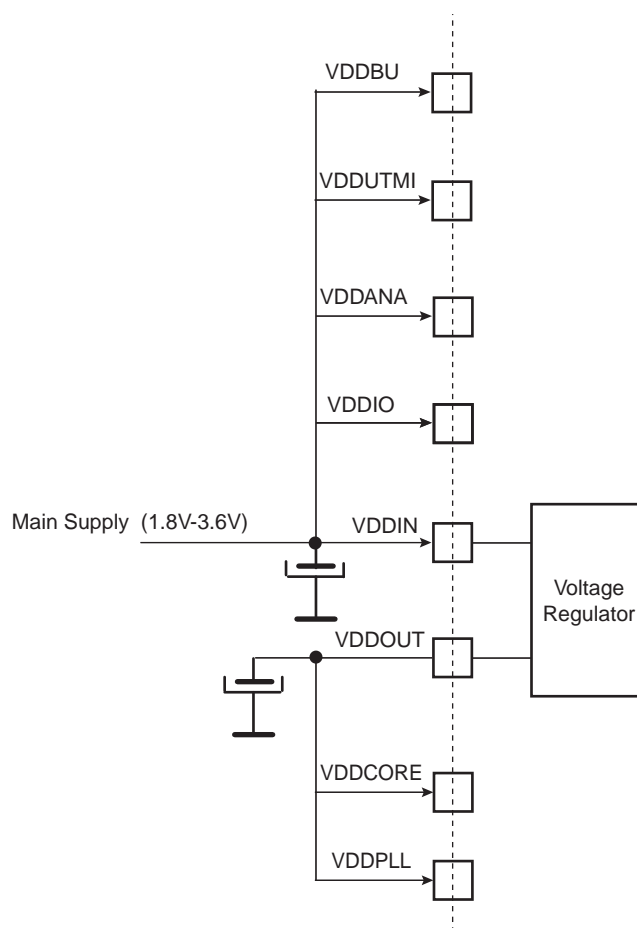 VDDBU
VDDUTMI
VDDANA
VDDIO
Main Supply (1.8V-3.6V)
VDDIN
Voltage
Regulator
VDDOUT
VDDCORE
VDDPLL